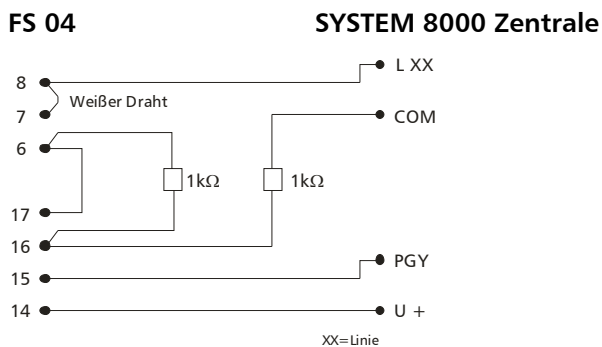 FS 04
SYSTEM 8000 Zentrale
8
L XX
7
Weißer Draht
COM
6
1kΩ
1kΩ
17
16
15
PGY
14
U +
XX=Linie